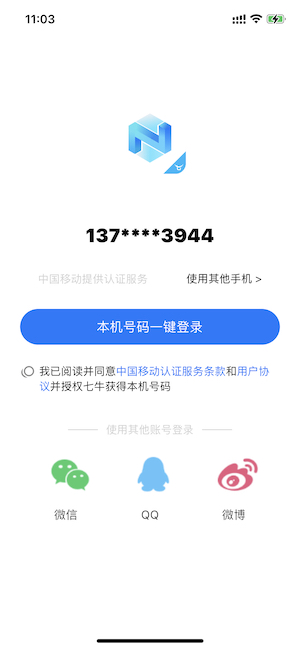 11:03
137****3944
中国移动提供认证服务
使用其他手机 >
本机号码一键登录
我已阅读并同意中国移动认证服务条款和用户协
议并授权七牛获得本机号码
使用其他账号登录
微信
QQ
微博